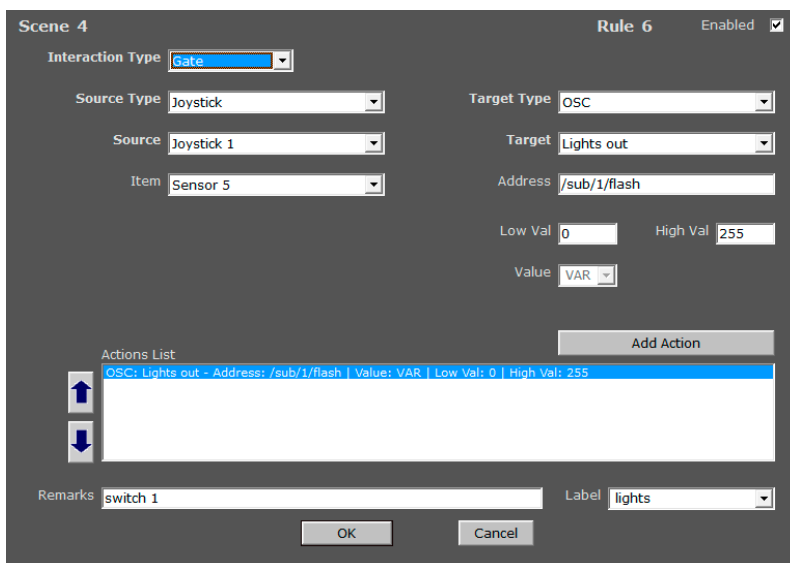 Scene 4 Rule 6 Enabled
Interaction Type Gate
Source Type Joystick Target Type OSC
Source Joystick 1 Target Lights out
Item Sensor 5 Address /sub/1/flash
Low Val 0 High Val 255
Value VAR
Add Action
Actions List
OSC: Lights out - Address: /sub/1/flash | Value: VAR | Low Val: 0 | High Val: 255
Remarks switch 1 Label lights
OK Cancel